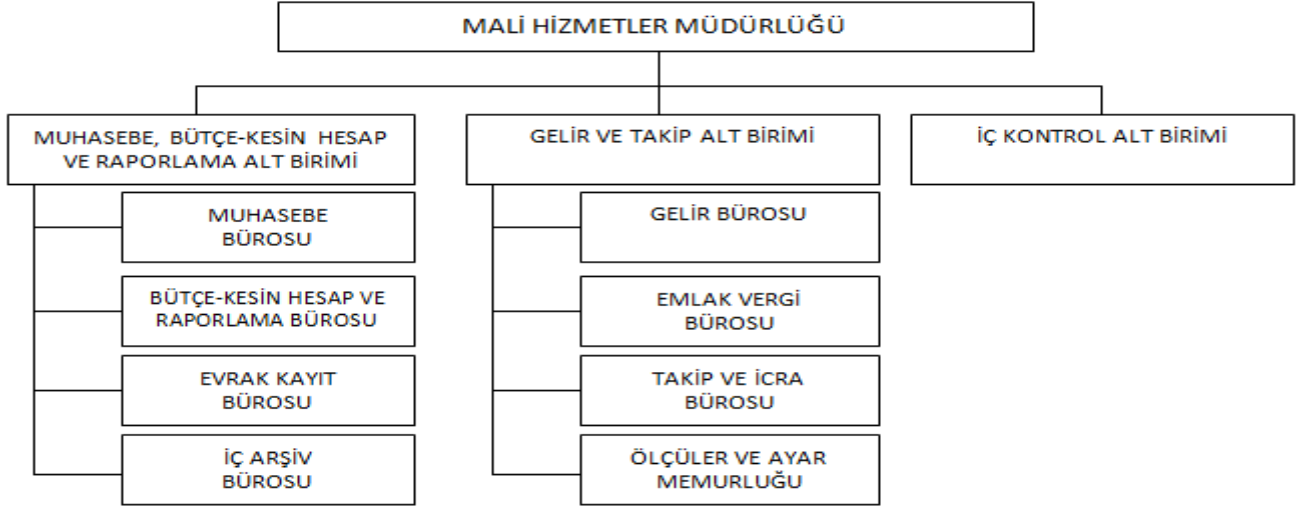 MALİ HİZMETLER MÜDÜRLÜĞÜ
MUHASEBE, BÜTÇE-KESİN HESAP
VE RAPORLAMA ALT BİRİMİ
MUHASEBE
BÜROSU
BÜTÇE-KESİN HESAP VE
RAPORLAMA BÜROSU
EVRAK KAYIT
BÜROSU
İÇ ARŞİV
BÜROSU
GELİR VE TAKİP ALT BİRİMİ
GELİR BÜROSU
EMLAK VERGİ
BÜROSU
TAKİP VE İCRA
BÜROSU
ÖLÇÜLER VE AYAR
MEMURLUĞU
İÇ KONTROL ALT BİRİMİ